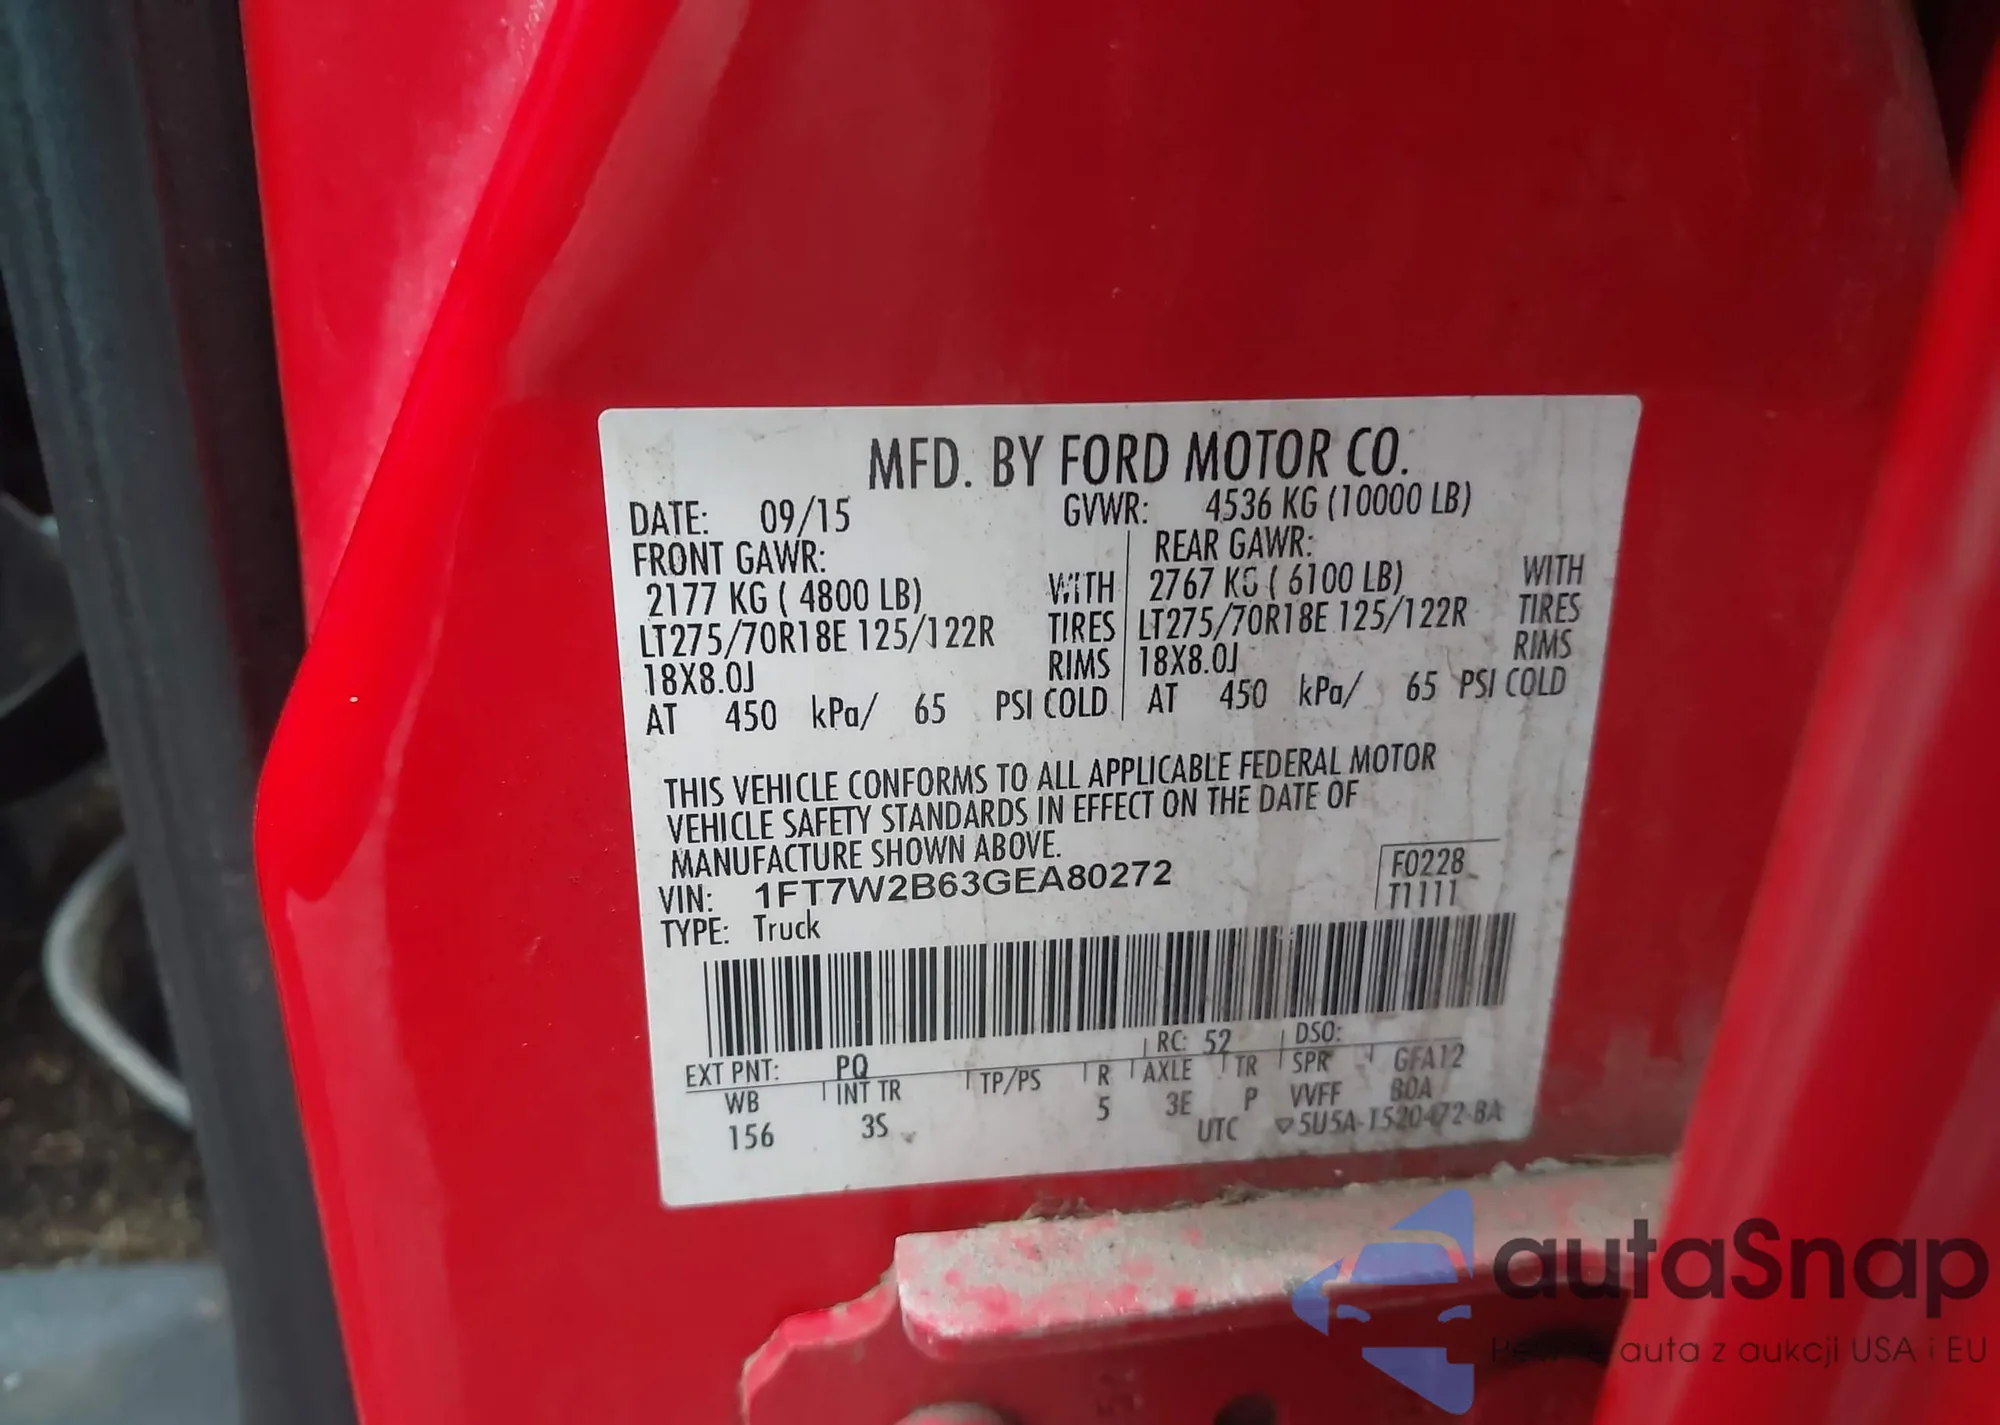 MFD. BY FORD MOTOR CO.
DATE: 09/15 GVWR: 4536 KG (10000 LB)
FRONT GAWR: REAR GAWR:
2177 KG ( 4800 LB) WITH 2767 KG ( 6100 LB) WITH
LT275/70R18E 125/122R TIRES LT275/70R18E 125/122R TIRES
18X8.0J RIMS 18X8.0J RIMS
AT 450 kPa/ 65 PSI COLD AT 450 kPa/ 65 PSI COLD
THIS VEHICLE CONFORMS TO ALL APPLICABLE FEDERAL MOTOR
VEHICLE SAFETY STANDARDS IN EFFECT ON THE DATE OF
MANUFACTURE SHOWN ABOVE.
VIN: 1FT7W2B63GEA80272
F0228
T1111
TYPE: Truck
EXT PNT: PQ RC: 52 DSO:
WB INT TR TP/PS R AXLE TR SPR GFA12
156 3S 5 3E P VVFF 80A
UTC 5U5A-1520472-BA
autaSnap
auta z aukcji USA i EU